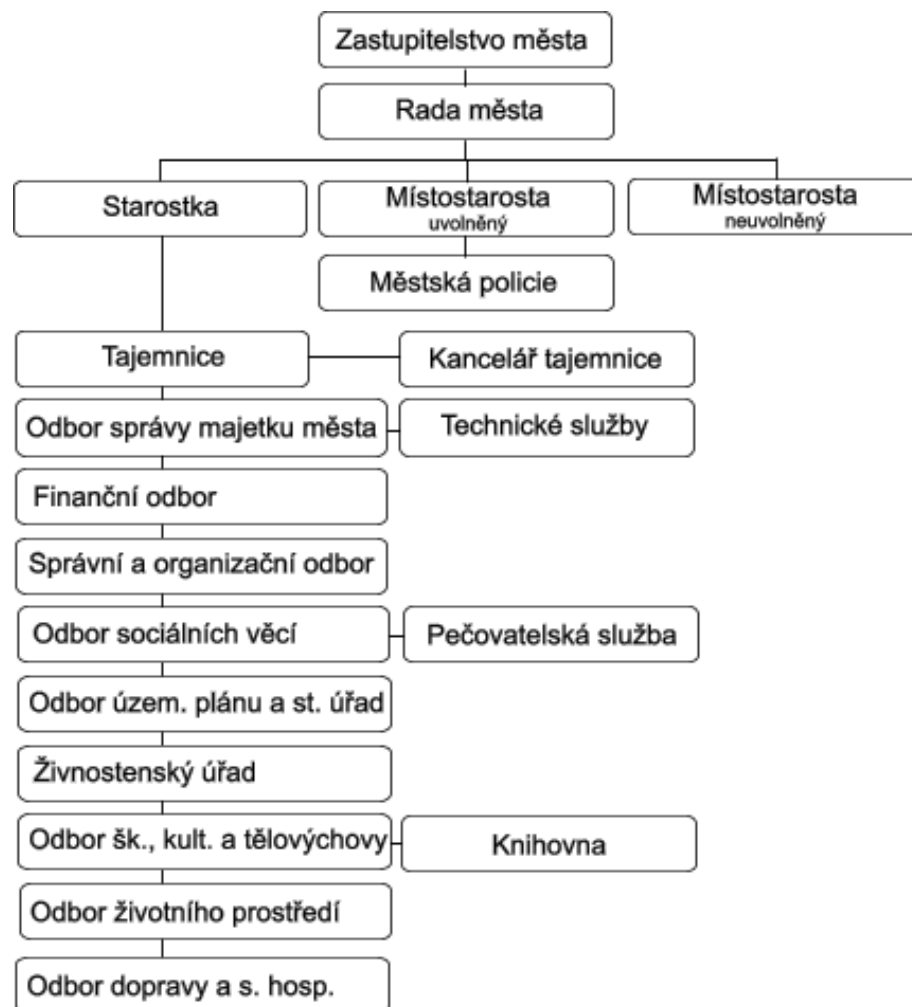 Zastupitelstvo města
Rada města
Starostka
Místostarosta
uvolněný
Místostarosta
neuvolněný
Městská policie
Tajemnice
Kancelář tajemnice
Odbor správy majetku města
Technické služby
Finanční odbor
Správní a organizační odbor
Odbor sociálních věcí
Pečovatelská služba
Odbor územ. plánu a st. úřad
Živnostenský úřad
Odbor šk., kult. a tělovýchovy
Knihovna
Odbor životního prostředí
Odbor dopravy a s. hosp.